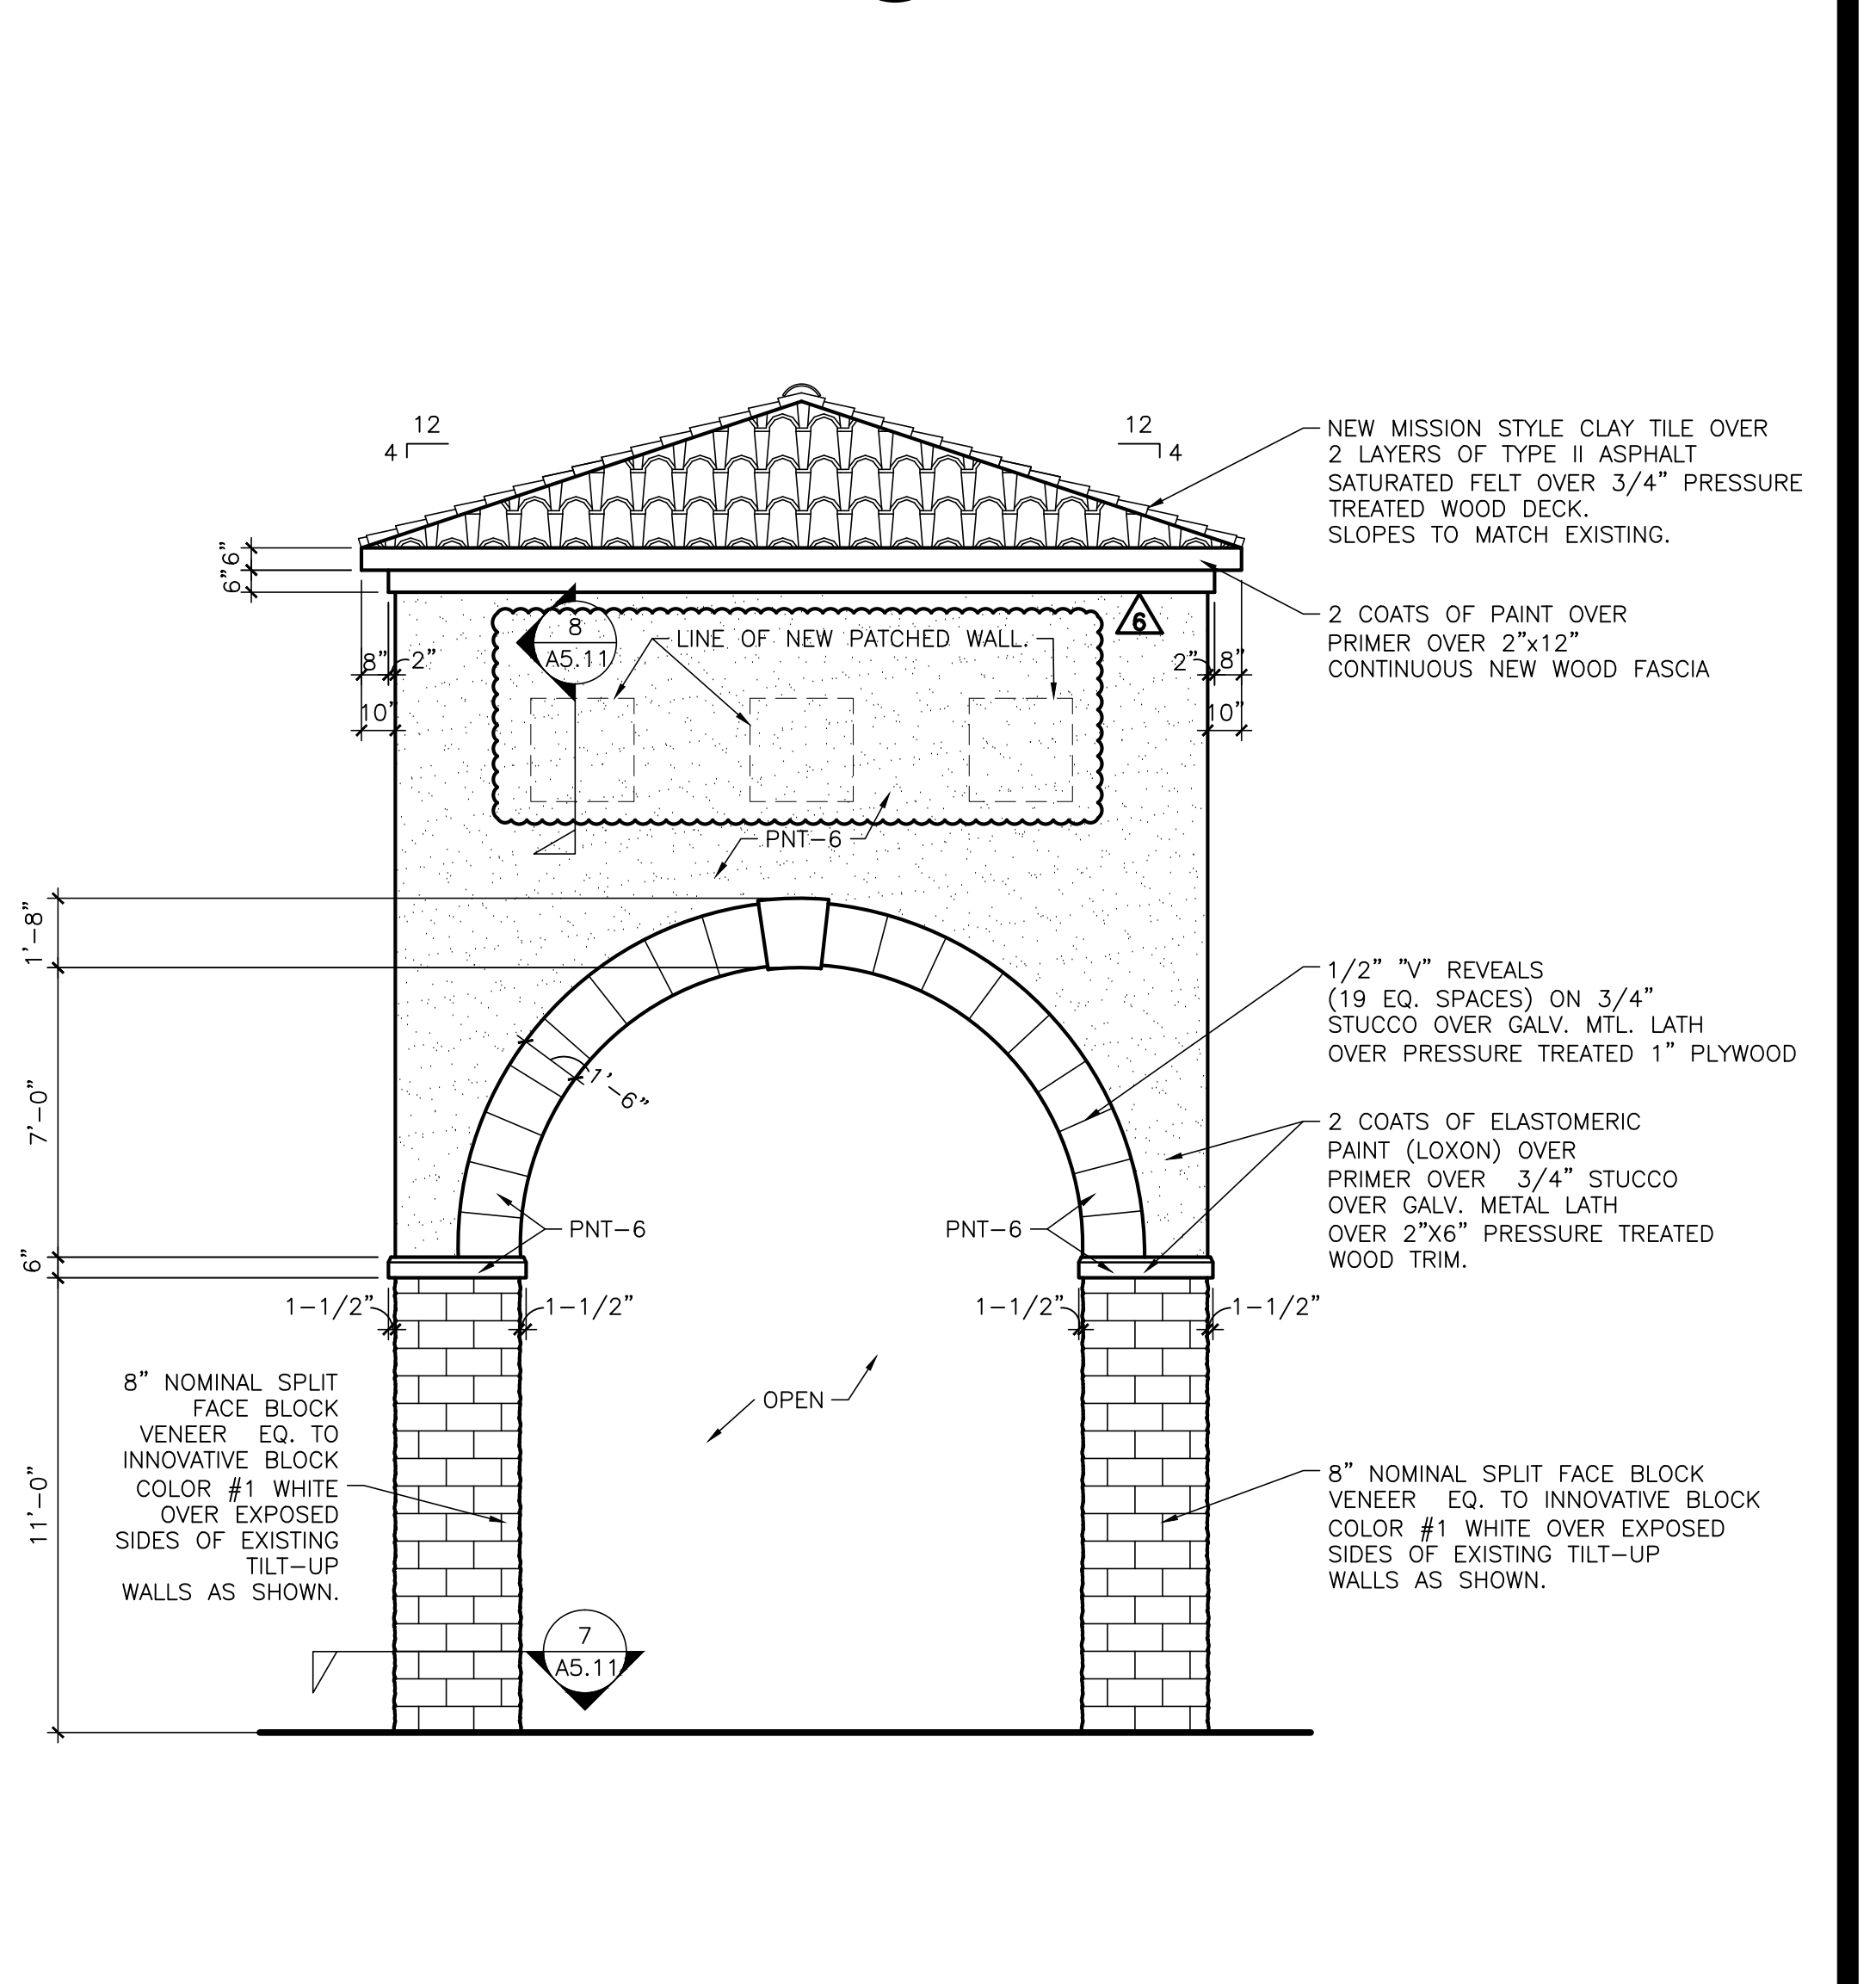 12
4
12
4
NEW MISSION STYLE CLAY TILE OVER
2 LAYERS OF TYPE II ASPHALT
SATURATED FELT OVER 3/4" PRESSURE
TREATED WOOD DECK.
SLOPES TO MATCH EXISTING.
6"
6"
2 COATS OF PAINT OVER
PRIMER OVER 2"x12"
CONTINUOUS NEW WOOD FASCIA
6
8
A5.11
LINE OF NEW PATCHED WALL.
8"
2"
2"
8"
10"
10"
PNT-6
1'-8"
1/2" "V" REVEALS
(19 EQ. SPACES) ON 3/4"
STUCCO OVER GALV. MTL. LATH
OVER PRESSURE TREATED 1" PLYWOOD
1'-6"
7'-0"
2 COATS OF ELASTOMERIC
PAINT (LOXON) OVER
PRIMER OVER 3/4" STUCCO
OVER GALV. METAL LATH
OVER 2"X6" PRESSURE TREATED
WOOD TRIM.
PNT-6
PNT-6
6"
1-1/2"
1-1/2"
1-1/2"
1-1/2"
8" NOMINAL SPLIT
FACE BLOCK
VENEER EQ. TO
INNOVATIVE BLOCK
COLOR #1 WHITE
OVER EXPOSED
SIDES OF EXISTING
TILT-UP
WALLS AS SHOWN.
OPEN
11'-0"
8" NOMINAL SPLIT FACE BLOCK
VENEER EQ. TO INNOVATIVE BLOCK
COLOR #1 WHITE OVER EXPOSED
SIDES OF EXISTING TILT-UP
WALLS AS SHOWN.
7
A5.11